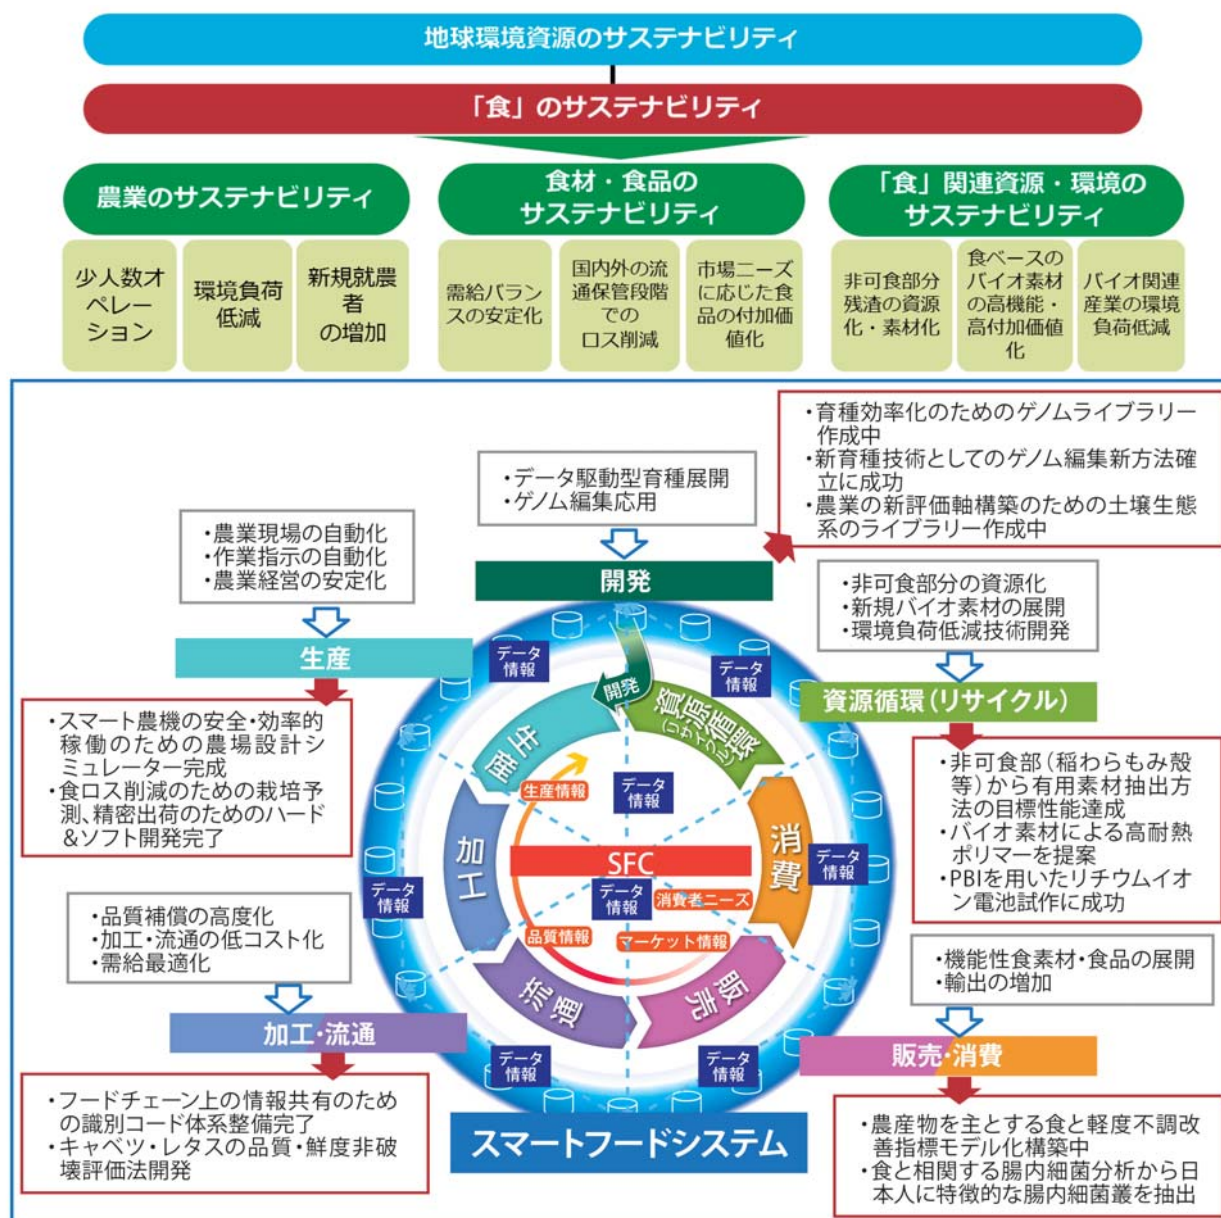 地球環境資源のサステナビリティ
「食」のサステナビリティ
農業のサステナビリティ
少人数オ
ペレー
ション
環境負荷
低減
新規就農
者
の増加
食材・食品の
サステナビリティ
需給バラン
スの安定化
国内外の流
通保管段階
での
ロス削減
市場ニーズ
に応じた食
品の付加価
値化
「食」関連資源・環境の
サステナビリティ
非可食部分
残渣の資源
化・素材化
食ベースの
バイオ素材
の高機能・
高付加価値
化
バイオ関連
産業の環境
負荷低減
・データ駆動型育種展開
・ゲノム編集応用
開発
・育種効率化のためのゲノムライブラリー
作成中
・新育種技術としてのゲノム編集新方法確
立に成功
・農業の新評価軸構築のための土壌生態
系のライブラリー作成中
・農業現場の自動化
・作業指示の自動化
・農業経営の安定化
生産
・スマート農機の安全・効率的
稼働のための農場設計シ
ミュレーター完成
・食ロス削減のための栽培予
測、精密出荷のためのハード
&ソフト開発完了
・非可食部分の資源化
・新規バイオ素材の展開
・環境負荷低減技術開発
資源循環（リサイクル）
・非可食部（稲わらもみ殻
等）から有用素材抽出方
法の目標性能達成
・バイオ素材による高耐熱
ポリマーを提案
・PBIを用いたリチウムイオ
ン電池試作に成功
・品質補償の高度化
・加工・流通の低コスト化
・需給最適化
加工・流通
・フードチェーン上の情報共有のため
の識別コード体系整備完了
・キャベツ・レタスの品質・鮮度非破
壊評価法開発
・機能性食素材・食品の展開
・輸出の増加
販売・消費
・農産物を主とする食と軽度不調改
善指標モデル化構築中
・食と相関する腸内細菌分析から日
本人に特徴的な腸内細菌叢を抽出
データ
情報
データ
情報
開発
生産
資源循環
（リサイクル）
生産情報
データ
情報
加工
SFC
消費
データ
情報
データ
情報
データ
情報
消費者ニーズ
品質情報
マーケット情報
流通
販売
データ
情報
データ
情報
スマートフードシステム